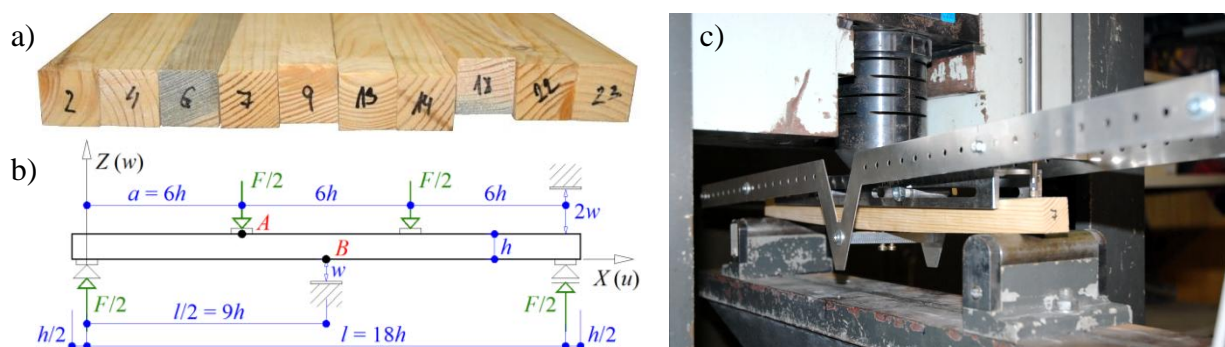 a)
2 4 6 7 9 13 14 18 22 23
b)
Z (w)
a = 6h
F/2
6h
F/2
6h
2w
A
h
B
w
X (u)
F/2
l/2 = 9h
F/2
h/2
l = 18h
h/2
c)
7